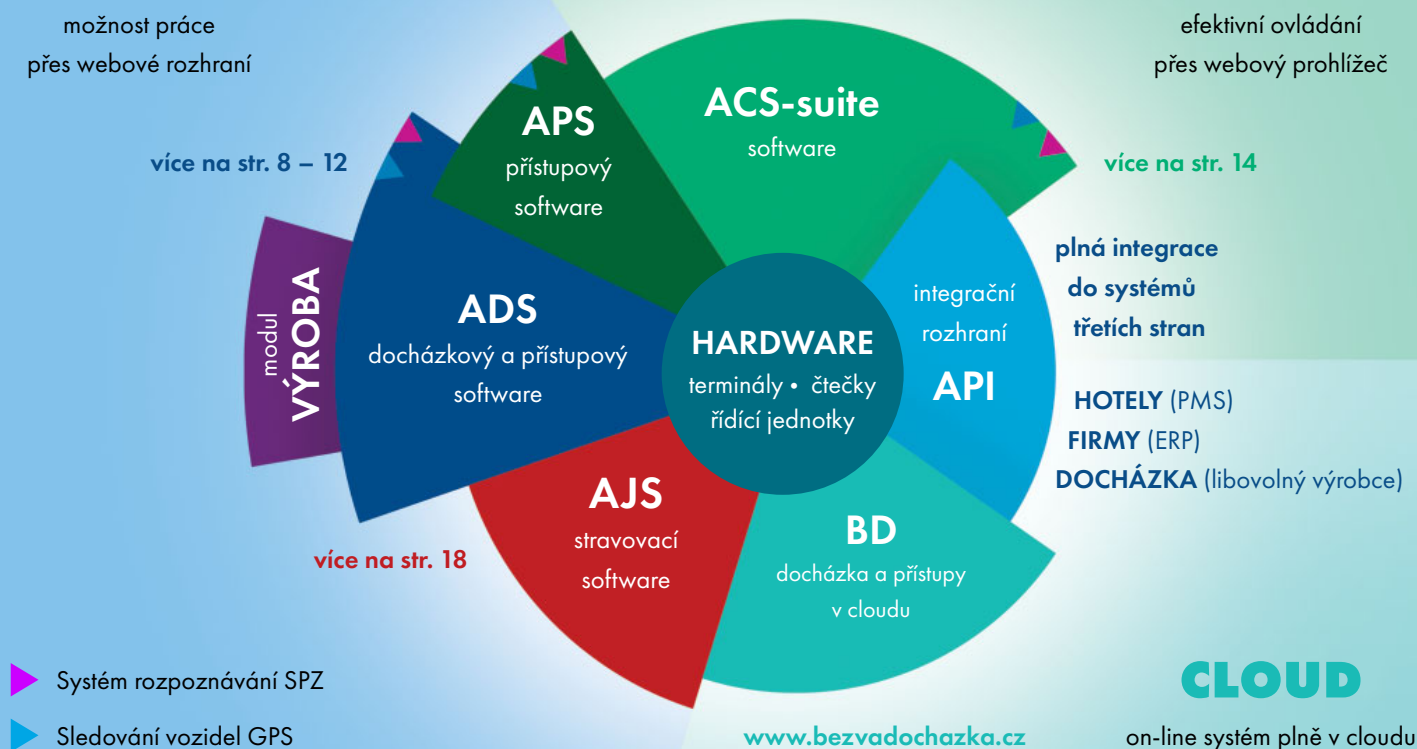 možnost práce
přes webové rozhraní
efektivní ovládání
přes webový prohlížeč
APS
přístupový
software
ACS-suite
software
více na str. 8 – 12
více na str. 14
modul
VÝROBA
ADS
docházkový a přístupový
software
HARDWARE
terminály • čtečky
řídící jednotky
integrační
rozhraní
API
plná integrace
do systémů
třetích stran
HOTELY (PMS)
FIRMY (ERP)
DOCHÁZKA (libovolný výrobce)
AJS
stravovací
software
BD
docházka a přístupy
v cloudu
více na str. 18
Systém rozpoznávání SPZ
Sledování vozidel GPS
www.bezvadochazka.cz
CLOUD
on-line systém plně v cloudu